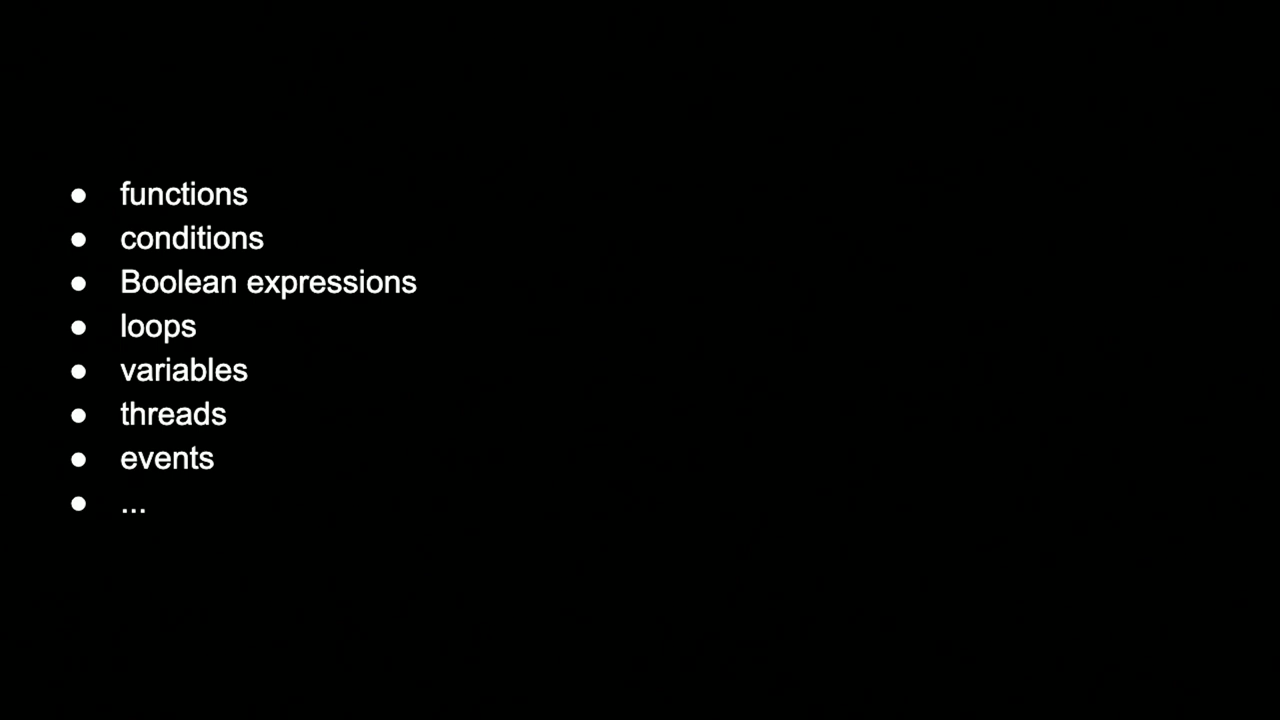 ● functions
● conditions
● Boolean expressions
● loops
● variables
● threads
● events
● ...